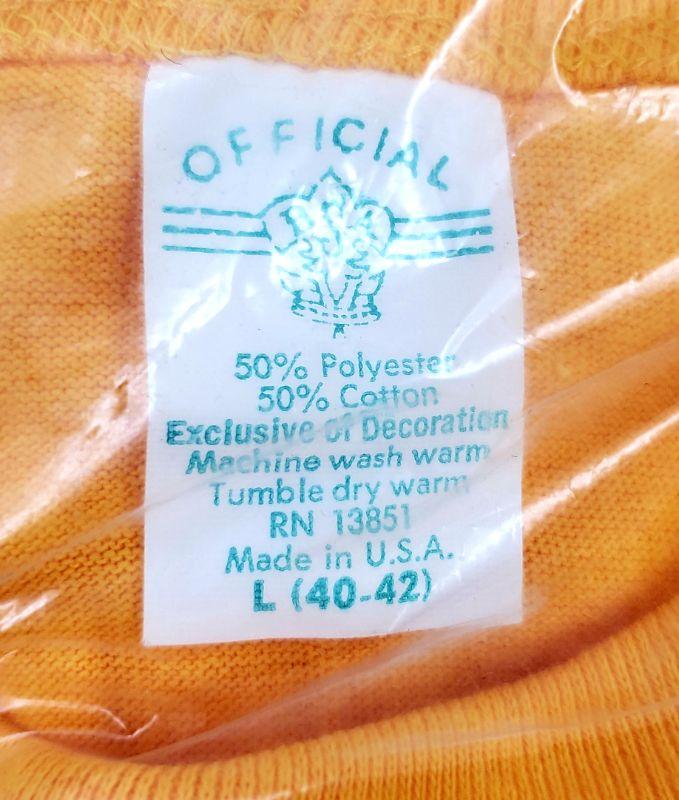 OFFICIAL
50% Polyester
50% Cotton
Exclusive of Decoration
Machine wash warm
Tumble dry warm
RN 13851
Made in U.S.A.
L (40-42)